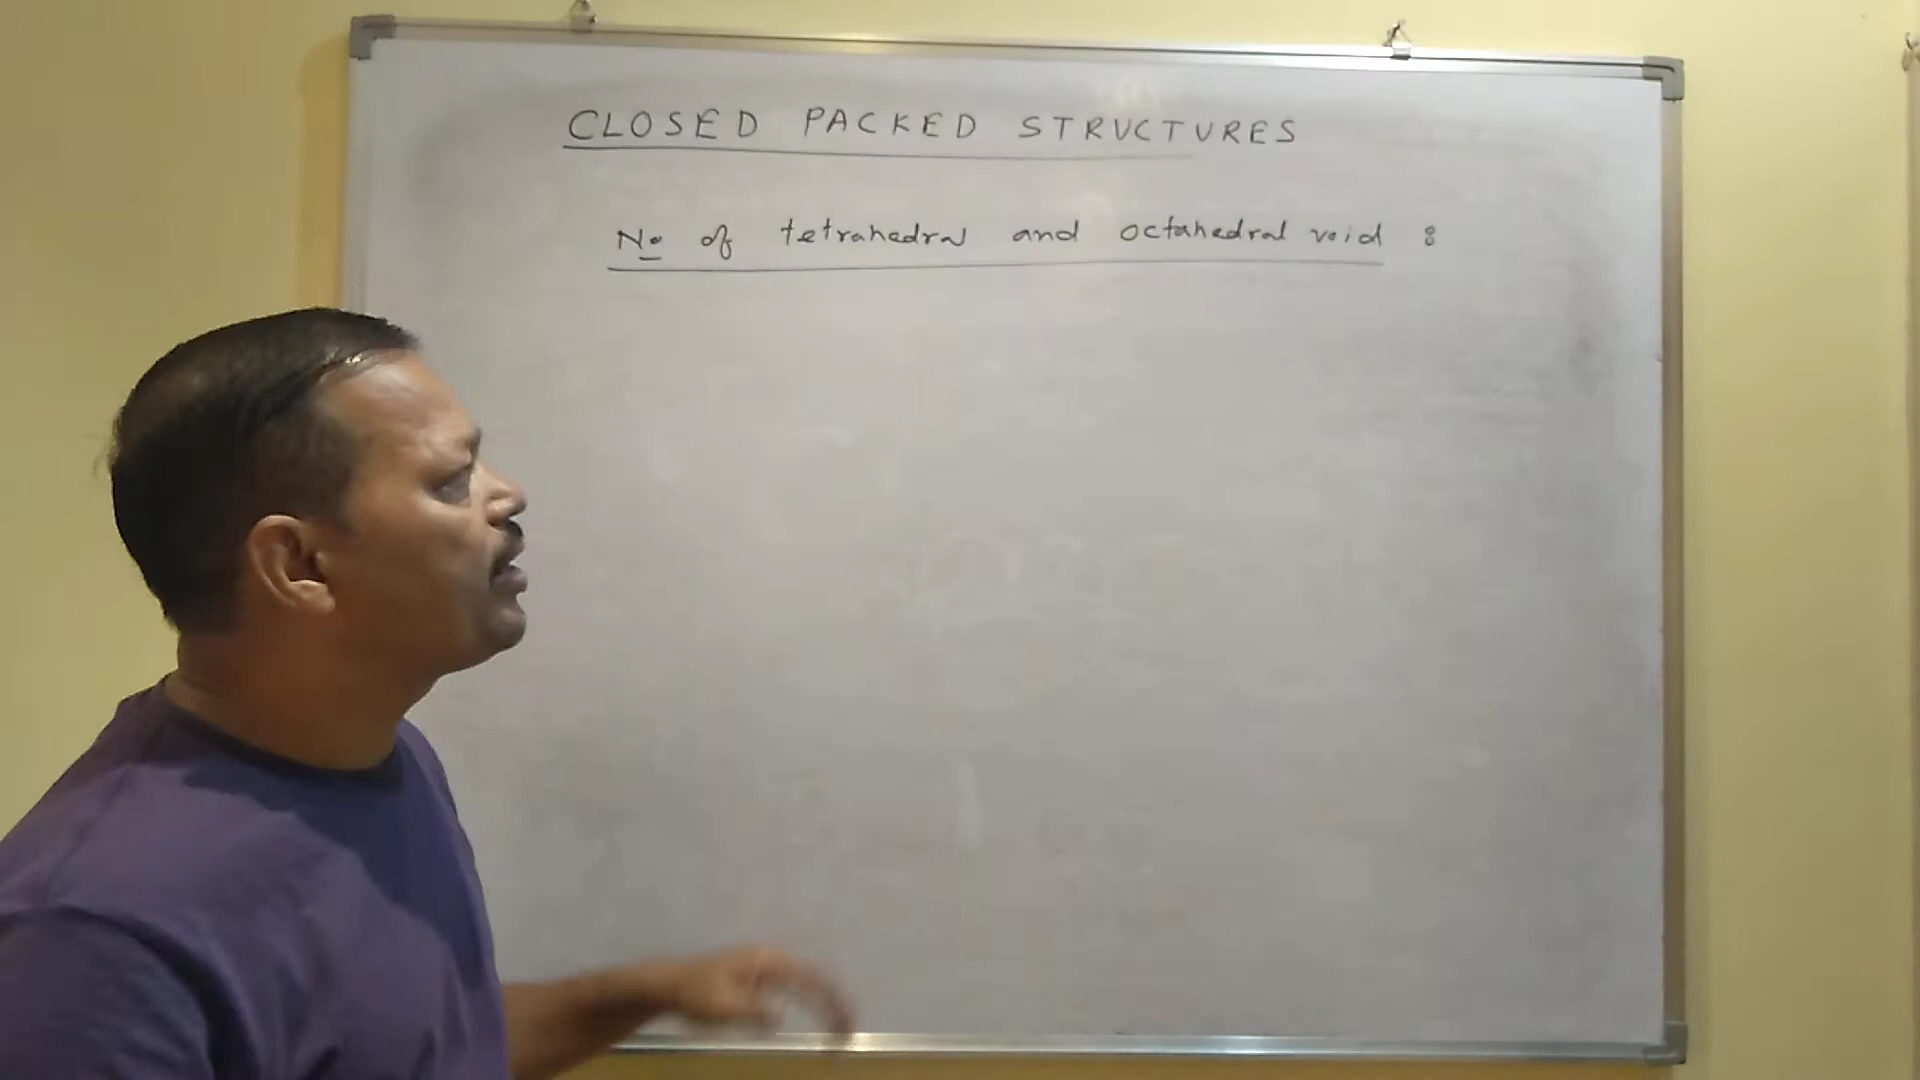 CLOSED PACKED STRUCTURES
No of tetrahedral and octahedral void :